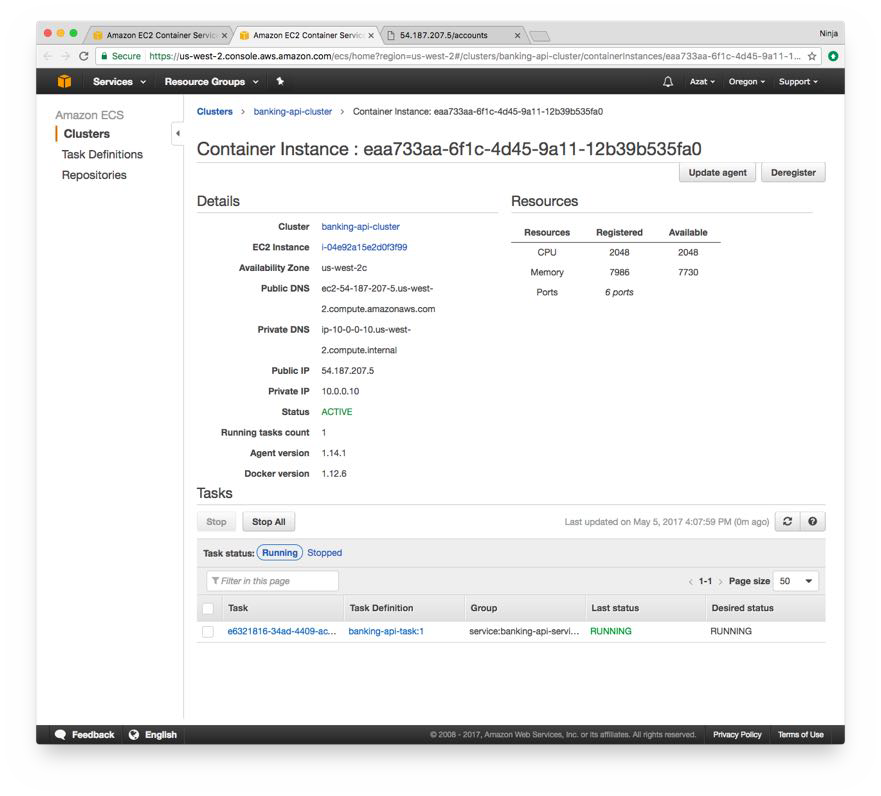 Amazon EC2 Container Service
Amazon EC2 Container Service
54.187.207.5/accounts
Ninja
Secure https://us-west-2.console.aws.amazon.com/ecs/home?region=us-west-2#/clusters/banking-api-cluster/containerInstances/eaa733aa-6f1c-4d45-9a11-1...
Services Resource Groups Azat Oregon Support
Amazon ECS
Clusters
Task Definitions
Repositories
Clusters > banking-api-cluster > Container Instance: eaa733aa-6f1c-4d45-9a11-12b39b535fa0
Container Instance : eaa733aa-6f1c-4d45-9a11-12b39b535fa0
Update agent Deregister
Details
Cluster banking-api-cluster
EC2 Instance i-04e92a15e2d0f3f99
Availability Zone us-west-2c
Public DNS ec2-54-187-207-5.us-west-
2.compute.amazonaws.com
Private DNS ip-10-0-0-10.us-west-
2.compute.internal
Public IP 54.187.207.5
Private IP 10.0.0.10
Status ACTIVE
Running tasks count 1
Agent version 1.14.1
Docker version 1.12.6
Resources
Resources Registered Available
CPU 2048 2048
Memory 7986 7730
Ports 6 ports
Tasks
Stop Stop All Last updated on May 5, 2017 4:07:59 PM (0m ago)
Task status: Running Stopped
Filter in this page < 1-1 > Page size 50
Task Task Definition Group Last status Desired status
e6321816-34ad-4409-ac... banking-api-task:1 service:banking-api-servi... RUNNING RUNNING
Feedback English © 2008 - 2017, Amazon Web Services, Inc. or its affiliates. All rights reserved. Privacy Policy Terms of Use